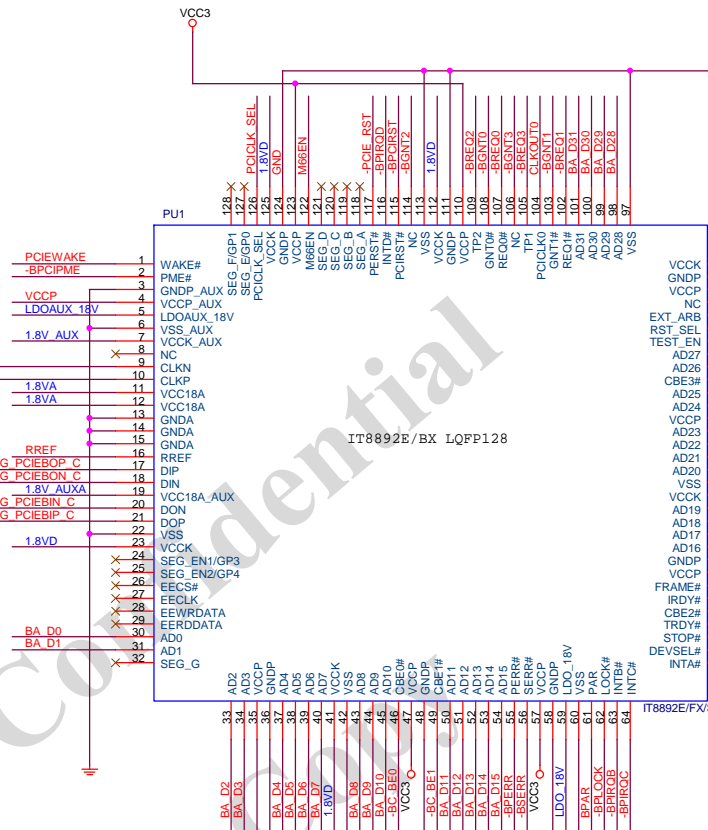 VCC3
PCICLK_SEL
1.8VD
GND
M66EN
-PCIE_RST
-BPIRQD
-BPCIRST
-BGNT2
1.8VD
-BREQ2
-BGNT0
-BREQ0
-BGNT3
-BREQ3
CLKOUT0
-BGNT1
-BREQ1
BA_D31
BA_D30
BA_D29
BA_D28
128
127
126
125
124
123
122
121
120
119
118
117
116
115
114
113
112
111
110
109
108
107
106
105
104
103
102
101
100
99
98
97
PU1
SEG_F/GP1
SEG_E/GP0
PCICLK_SEL
VCCK
GNDP
VCCP
M66EN
SEG_D
SEG_C
SEG_B
SEG_A
PERST#
INTD#
PCIRST#
NC
VSS
VCCK
GNDP
VCCP
TP2
GNT0#
REQ0#
NC
TP1
PCICLK0
GNT1#
REQ1#
AD31
AD30
AD29
AD28
VSS
PCIEWAKE 1 WAKE#
-BPCIPME 2 PME#
3 GNDP_AUX
VCCP 4 VCCP_AUX
LDOAUX_18V 5 LDOAUX_18V
6 VSS_AUX
1.8V_AUX 7 VCCK_AUX
8 NC
9 CLKN
10 CLKP
1.8VA 11 VCC18A
1.8VA 12 VCC18A
13 GNDA
14 GNDA
15 GNDA
RREF 16 RREF
G_PCIEBOP_C 17 DIP
G_PCIEBON_C 18 DIN
1.8V_AUXA 19 VCC18A_AUX
G_PCIEBIN_C 20 DON
G_PCIEBIP_C 21 DOP
22 VSS
1.8VD 23 VCCK
24 SEG_EN1/GP3
25 SEG_EN2/GP4
26 EECS#
27 EECLK
28 EEWRDATA
29 EERDDATA
BA_D0 30 AD0
BA_D1 31 AD1
32 SEG_G
IT8892E/BX LQFP128
VCCK
GNDP
VCCP
NC
EXT_ARB
RST_SEL
TEST_EN
AD27
AD26
CBE3#
AD25
AD24
VCCP
AD23
AD22
AD21
AD20
VSS
VCCK
AD19
AD18
AD17
AD16
GNDP
VCCP
FRAME#
IRDY#
CBE2#
TRDY#
STOP#
DEVSEL#
INTA#
AD2
AD3
VCCP
GNDP
AD4
AD5
AD6
AD7
VCCK
VSS
AD8
AD9
AD10
CBE0#
VCCP
GNDP
CBE1#
AD11
AD12
AD13
AD14
AD15
PERR#
SERR#
VCCP
GNDP
LDO_18V
VSS
PAR
LOCK#
INTB#
INTC#
IT8892E/FX/
33
34
35
36
37
38
39
40
41
42
43
44
45
46
47
48
49
50
51
52
53
54
55
56
57
58
59
60
61
62
63
64
BA_D2
BA_D3
BA_D4
BA_D5
BA_D6
BA_D7
1.8VD
BA_D8
BA_D9
BA_D10
-BC_BE0
VCC3
-BC_BE1
BA_D11
BA_D12
BA_D13
BA_D14
BA_D15
-BPERR
-BSERR
VCC3
LDO_18V
BPAR
-BPLOCK
-BPIRQB
-BPIRQC
Confidential
Copy